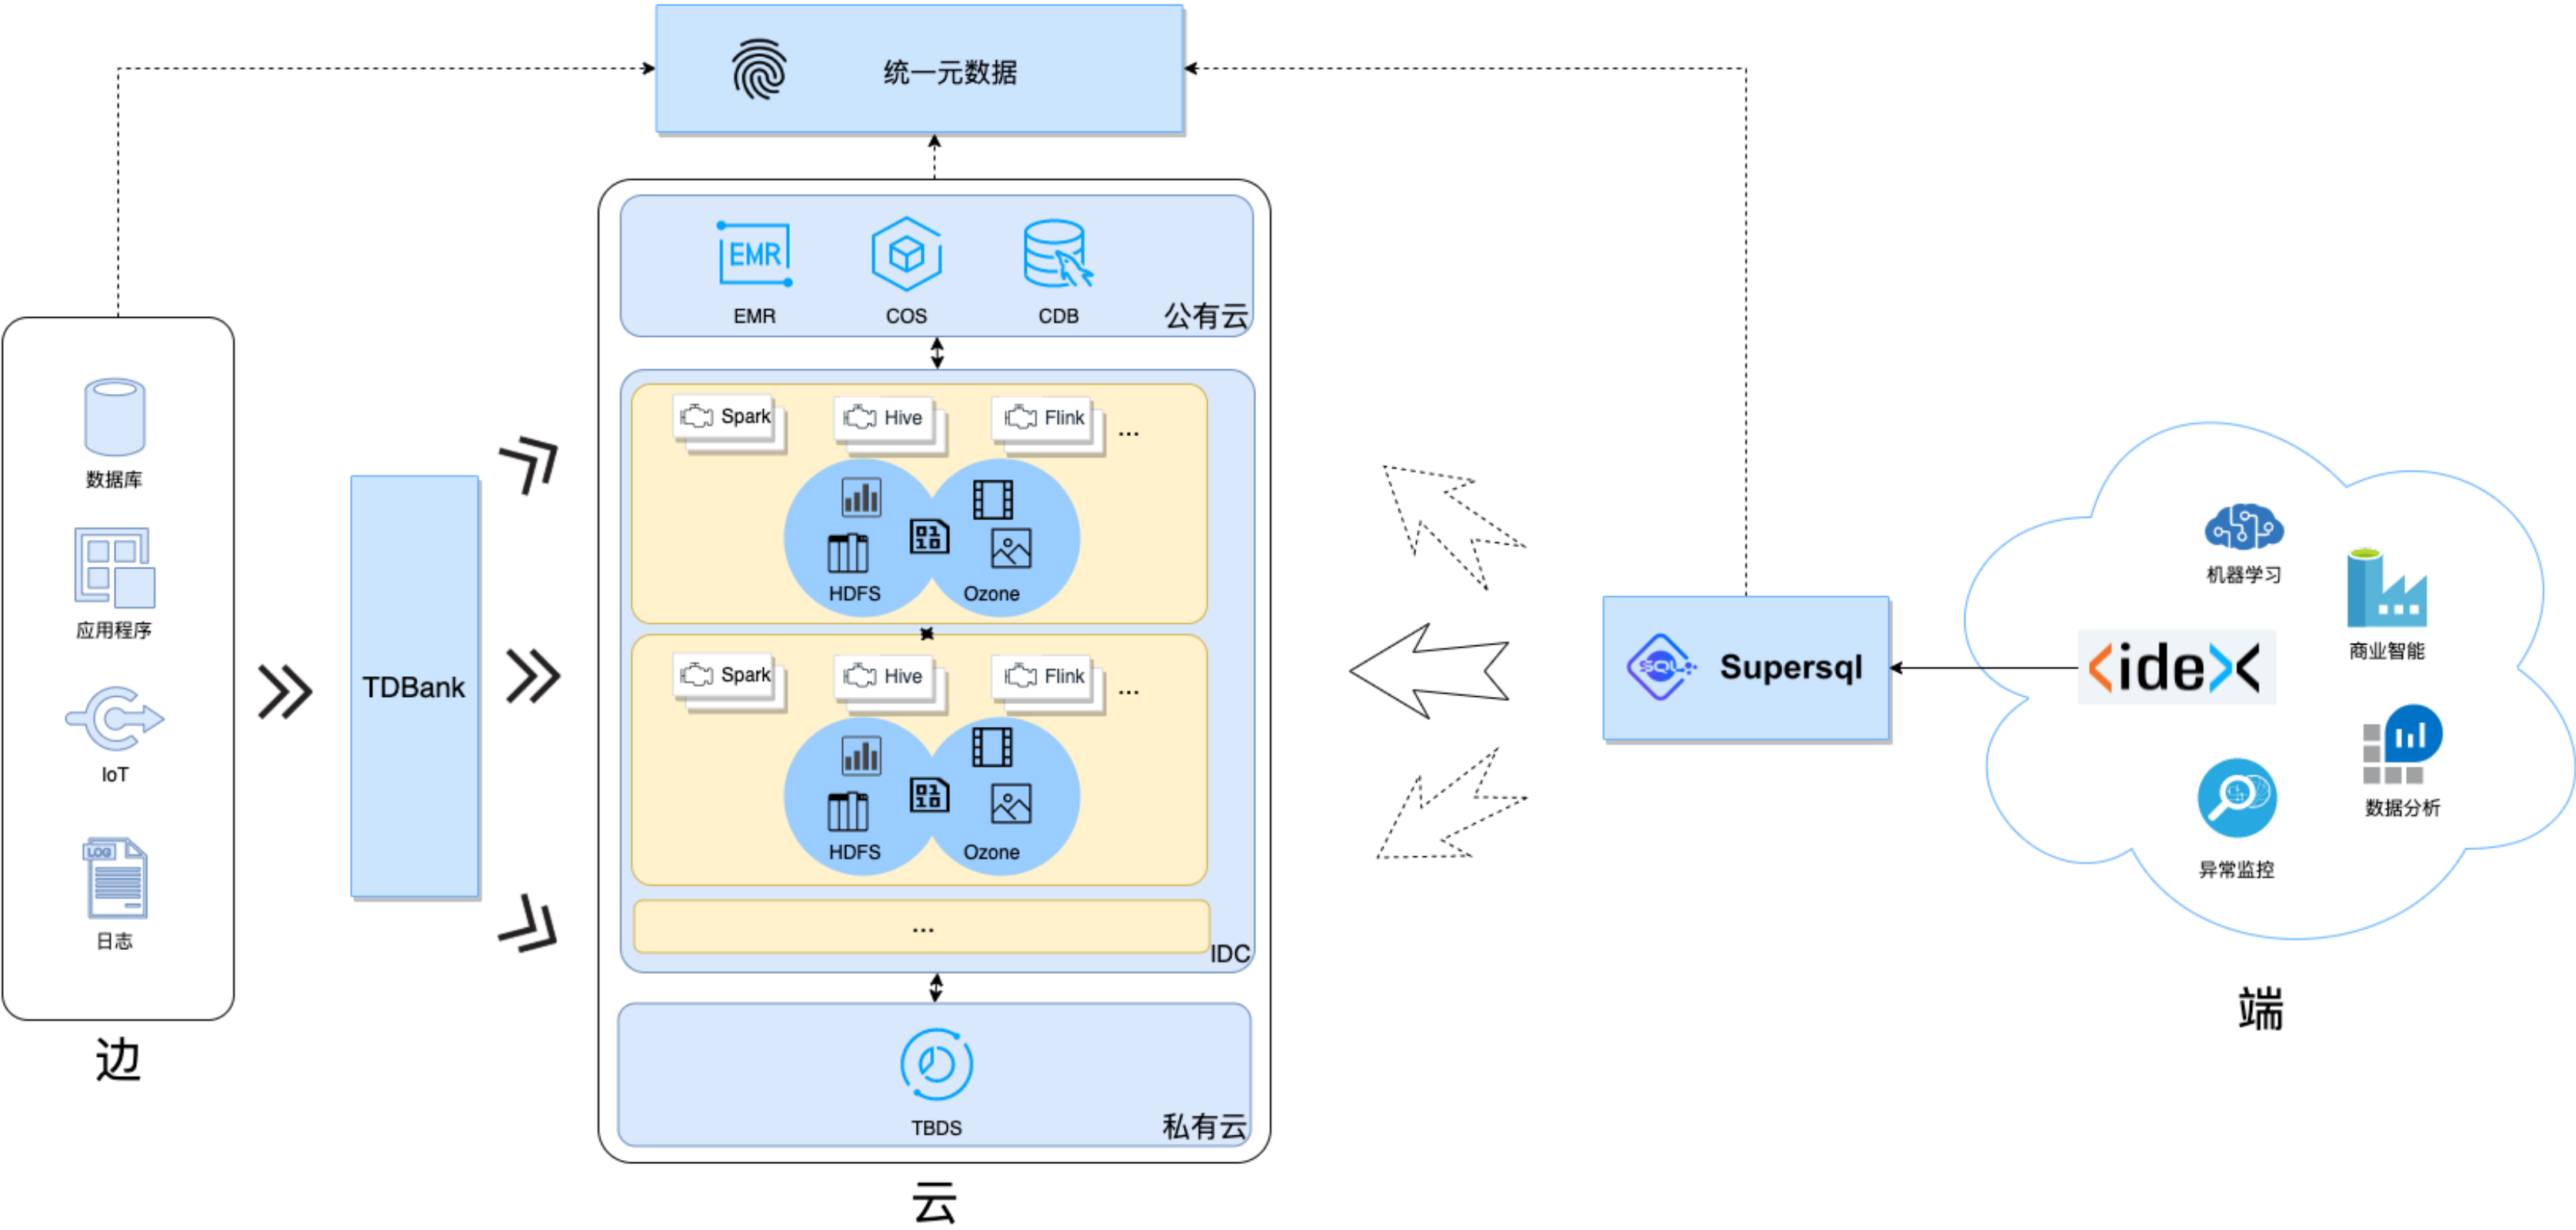 统一元数据
EMR
EMR
COS
CDB
公有云
数据库
应用程序
IoT
LOG
日志
边
TDBank
Spark
Hive
Flink
...
0110
HDFS
Ozone
Spark
Hive
Flink
...
0110
HDFS
Ozone
...
IDC
TBDS
私有云
云
SQL
Supersql
<idex>
机器学习
商业智能
数据分析
异常监控
端